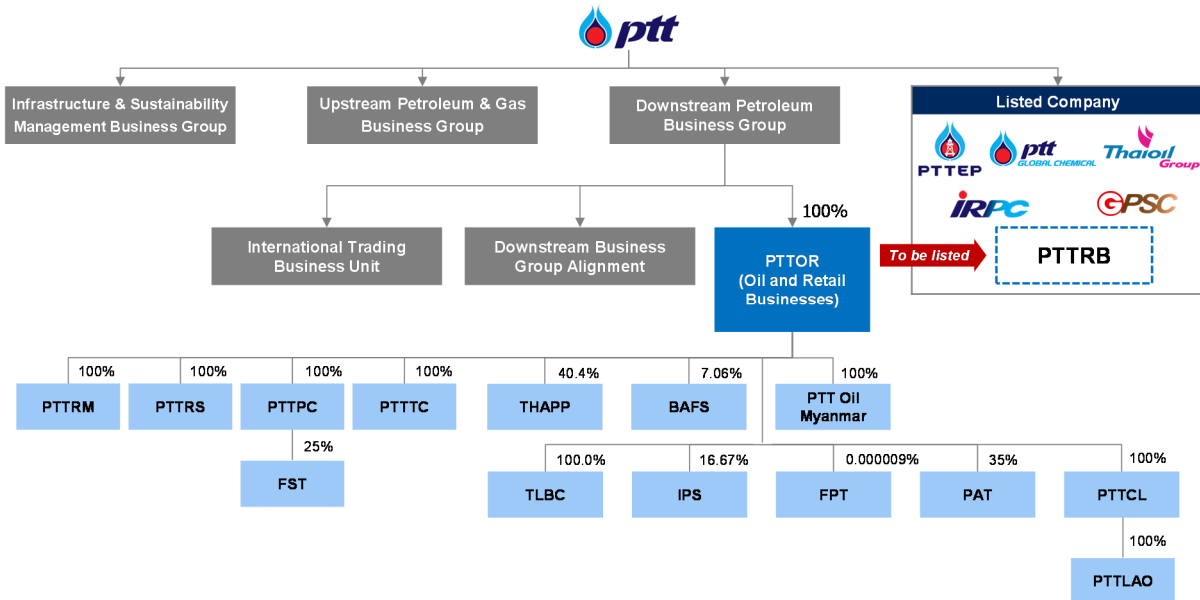 ptt
Infrastructure & Sustainability
Management Business Group
Upstream Petroleum & Gas
Business Group
Downstream Petroleum
Business Group
Listed Company
PTTEP
ptt
GLOBAL CHEMICAL
Thaioil
Group
IRPC
GPSC
PTTRB
International Trading
Business Unit
Downstream Business
Group Alignment
100%
PTTOR
(Oil and Retail
Businesses)
To be listed
100%
100%
100%
100%
40.4%
7.06%
100%
PTTRM
PTTRS
PTTPC
PTTTC
THAPP
BAFS
PTT Oil
Myanmar
25%
FST
100.0%
16.67%
0.000009%
35%
100%
TLBC
IPS
FPT
PAT
PTTCL
100%
PTTLAO